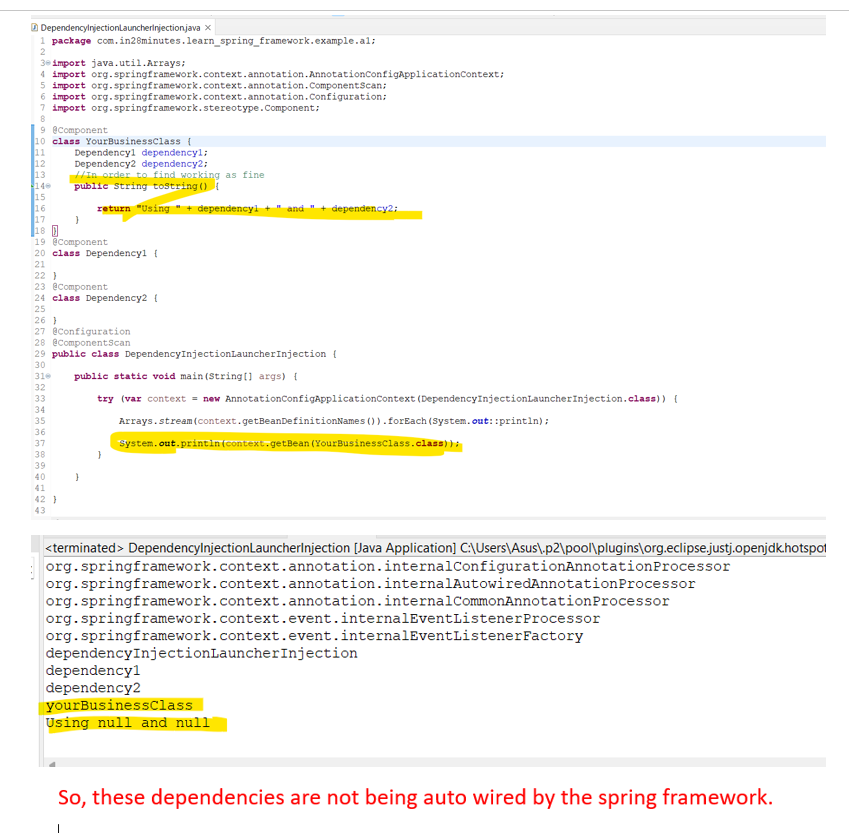 DependencyInjectionLauncherInjection.java ×
1 package com.in28minutes.learn_spring_framework.example.a1;
2
3 import java.util.Arrays;
4 import org.springframework.context.annotation.AnnotationConfigApplicationContext;
5 import org.springframework.context.annotation.ComponentScan;
6 import org.springframework.context.annotation.Configuration;
7 import org.springframework.stereotype.Component;
8
9 @Component
10 class YourBusinessClass {
11 Dependency1 dependency1;
12 Dependency2 dependency2;
13 //In order to find working as fine
14 public String toString() {
15
16 return "Using " + dependency1 + " and " + dependency2;
17 }
18 }
19 @Component
20 class Dependency1 {
21
22 }
23 @Component
24 class Dependency2 {
25
26 }
27 @Configuration
28 @ComponentScan
29 public class DependencyInjectionLauncherInjection {
30
31 public static void main(String[] args) {
32
33 try (var context = new AnnotationConfigApplicationContext(DependencyInjectionLauncherInjection.class)) {
34
35 Arrays.stream(context.getBeanDefinitionNames()).forEach(System.out::println);
36
37 System.out.println(context.getBean(YourBusinessClass.class));
38 }
39
40 }
41
42 }
43
<terminated> DependencyInjectionLauncherInjection [Java Application] C:\Users\Asus\.p2\pool\plugins\org.eclipse.justj.openjdk.hotspot
org.springframework.context.annotation.internalConfigurationAnnotationProcessor
org.springframework.context.annotation.internalAutowiredAnnotationProcessor
org.springframework.context.annotation.internalCommonAnnotationProcessor
org.springframework.context.event.internalEventListenerProcessor
org.springframework.context.event.internalEventListenerFactory
dependencyInjectionLauncherInjection
dependency1
dependency2
yourBusinessClass
Using null and null
So, these dependencies are not being auto wired by the spring framework.